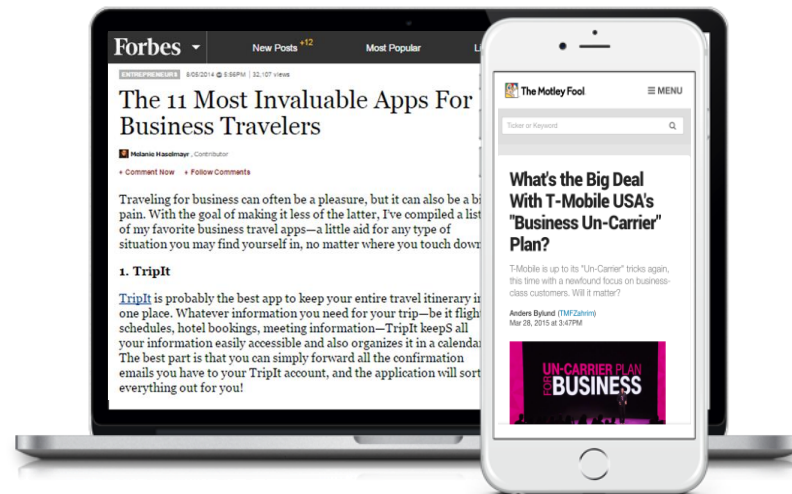 Forbes
New Posts +12
Most Popular
ENTREPRENEURS 8/05/2014 @ 5:56PM 32,107 views
The 11 Most Invaluable Apps For
Business Travelers
Melanie Haselmayr, Contributor
+ Comment Now + Follow Comments
Traveling for business can often be a pleasure, but it can also be a
pain. With the goal of making it less of the latter, I've compiled a list
of my favorite business travel apps—a little aid for any type of
situation you may find yourself in, no matter where you touch down
1. TripIt
TripIt is probably the best app to keep your entire travel itinerary in
one place. Whatever information you need for your trip—be it flight
schedules, hotel bookings, meeting information—TripIt keepS all
your information easily accessible and also organizes it in a calendar
The best part is that you can simply forward all the confirmation
emails you have to your TripIt account, and the application will sort
everything out for you!
The Motley Fool
MENU
Ticker or Keyword
What's the Big Deal
With T-Mobile USA's
"Business Un-Carrier"
Plan?
T-Mobile is up to its "Un-Carrier" tricks again,
this time with a newfound focus on business-
class customers. Will it matter?
Anders Bylund (TMFZahrim)
Mar 28, 2015 at 3:47PM
UN-CARRIER PLAN
FOR BUSINESS